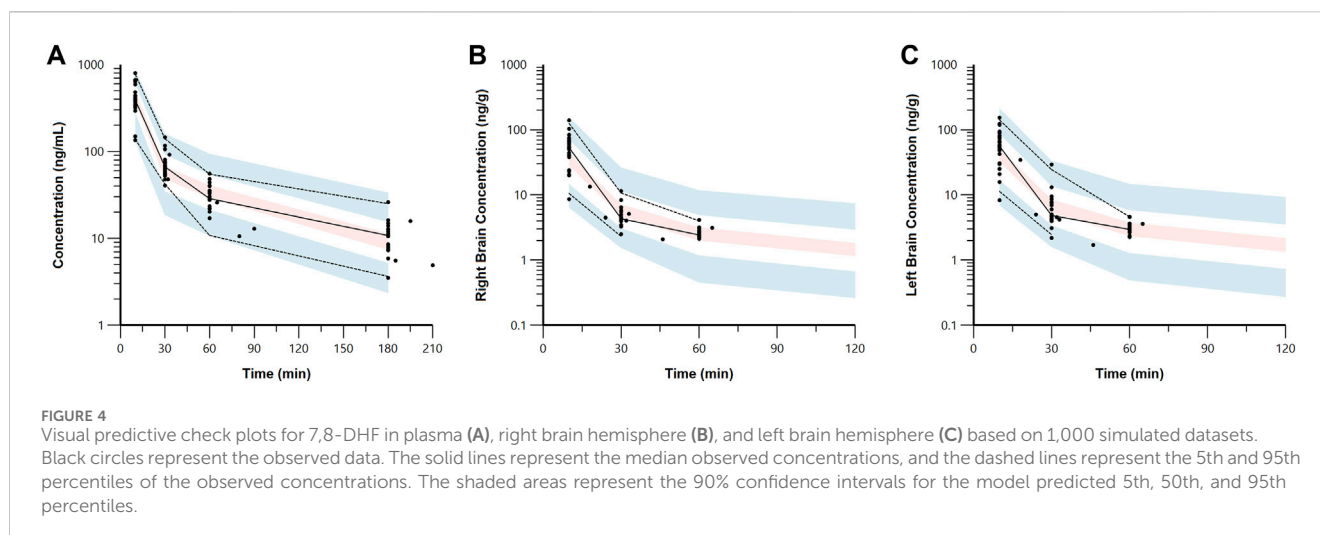 A
B
C
1000
100
10
1
Concentration (ng/mL)
0 30 60 90 120 150 180 210
Time (min)
1000
100
10
1
0.1
Right Brain Concentration (ng/g)
0 30 60 90 120
Time (min)
1000
100
10
1
0.1
Left Brain Concentration (ng/g)
0 30 60 90 120
Time (min)
FIGURE 4
Visual predictive check plots for 7,8-DHF in plasma (A), right brain hemisphere (B), and left brain hemisphere (C) based on 1,000 simulated datasets.
Black circles represent the observed data. The solid lines represent the median observed concentrations, and the dashed lines represent the 5th and 95th
percentiles of the observed concentrations. The shaded areas represent the 90% confidence intervals for the model predicted 5th, 50th, and 95th
percentiles.